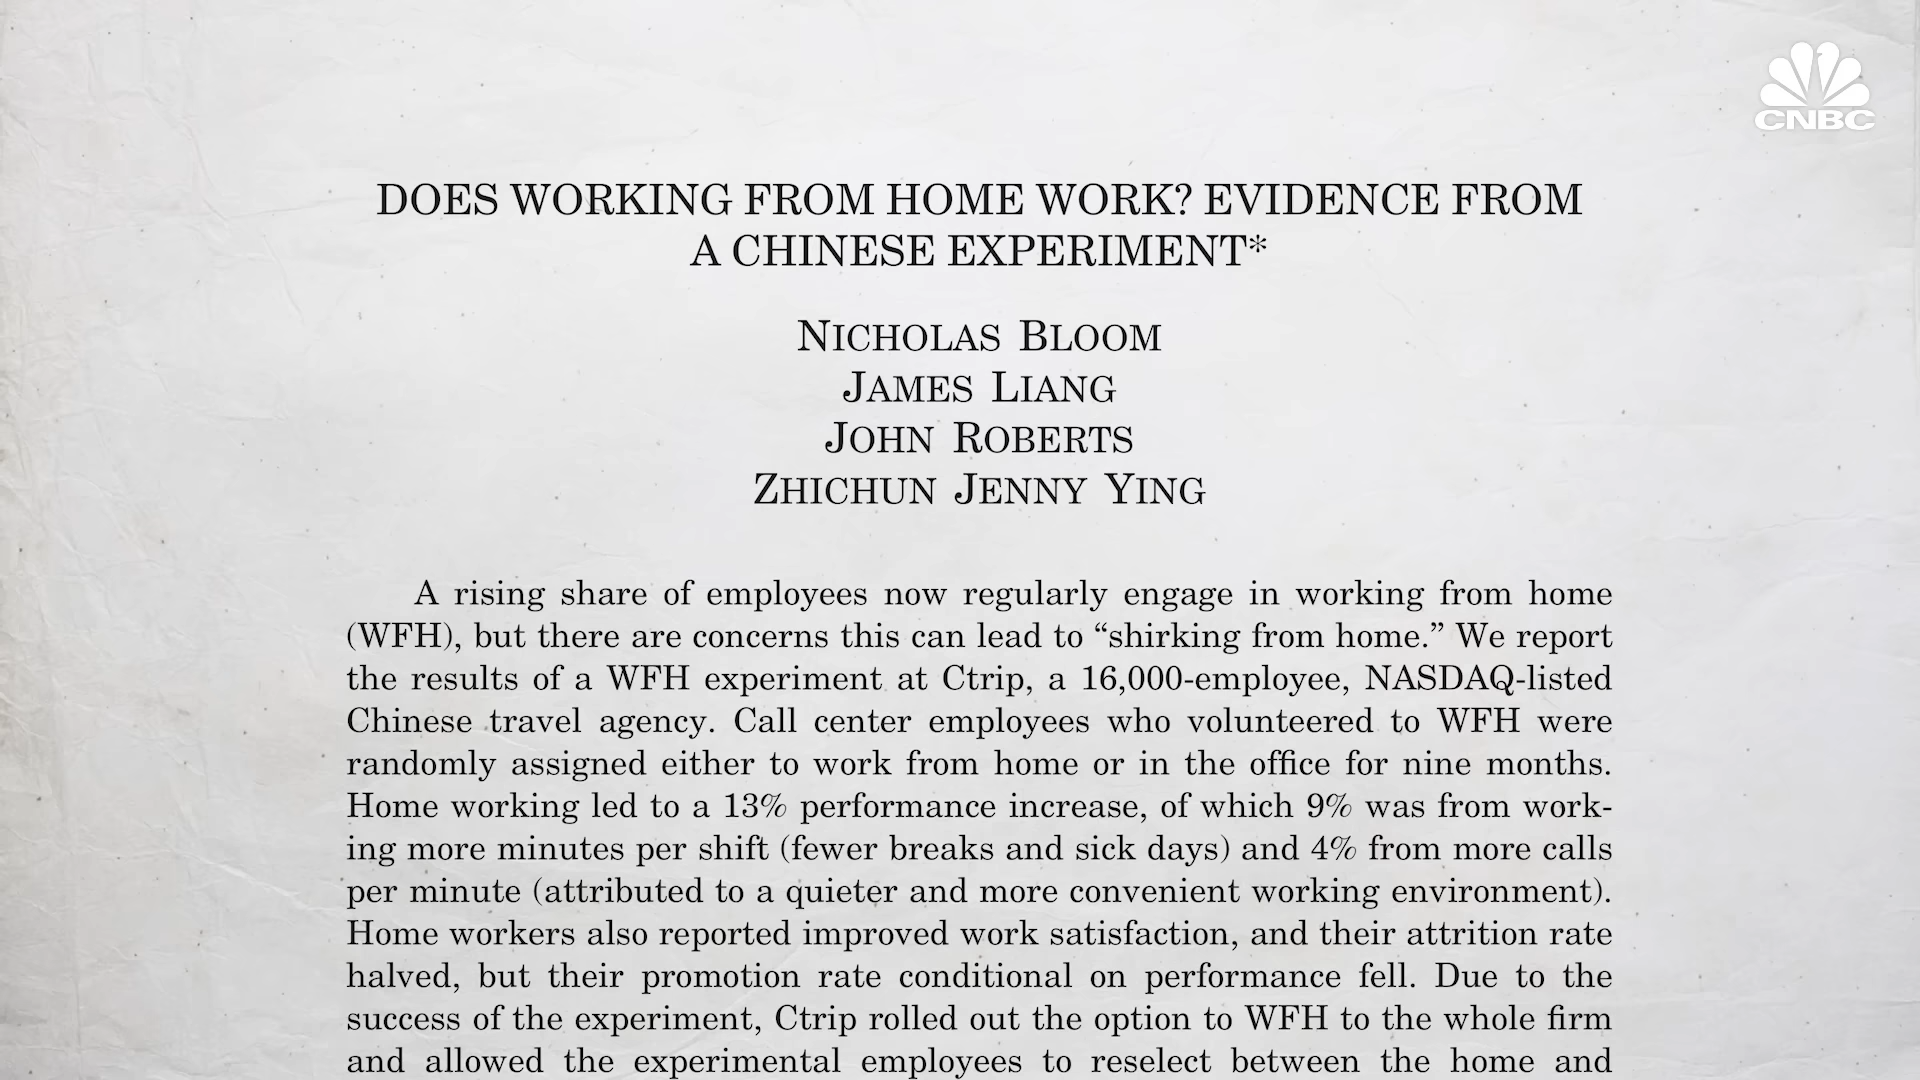 CNBC
DOES WORKING FROM HOME WORK? EVIDENCE FROM
A CHINESE EXPERIMENT*
NICHOLAS BLOOM
JAMES LIANG
JOHN ROBERTS
ZHICHUN JENNY YING
A rising share of employees now regularly engage in working from home
(WFH), but there are concerns this can lead to “shirking from home.” We report
the results of a WFH experiment at Ctrip, a 16,000-employee, NASDAQ-listed
Chinese travel agency. Call center employees who volunteered to WFH were
randomly assigned either to work from home or in the office for nine months.
Home working led to a 13% performance increase, of which 9% was from work-
ing more minutes per shift (fewer breaks and sick days) and 4% from more calls
per minute (attributed to a quieter and more convenient working environment).
Home workers also reported improved work satisfaction, and their attrition rate
halved, but their promotion rate conditional on performance fell. Due to the
success of the experiment, Ctrip rolled out the option to WFH to the whole firm
and allowed the experimental employees to reselect between the home and